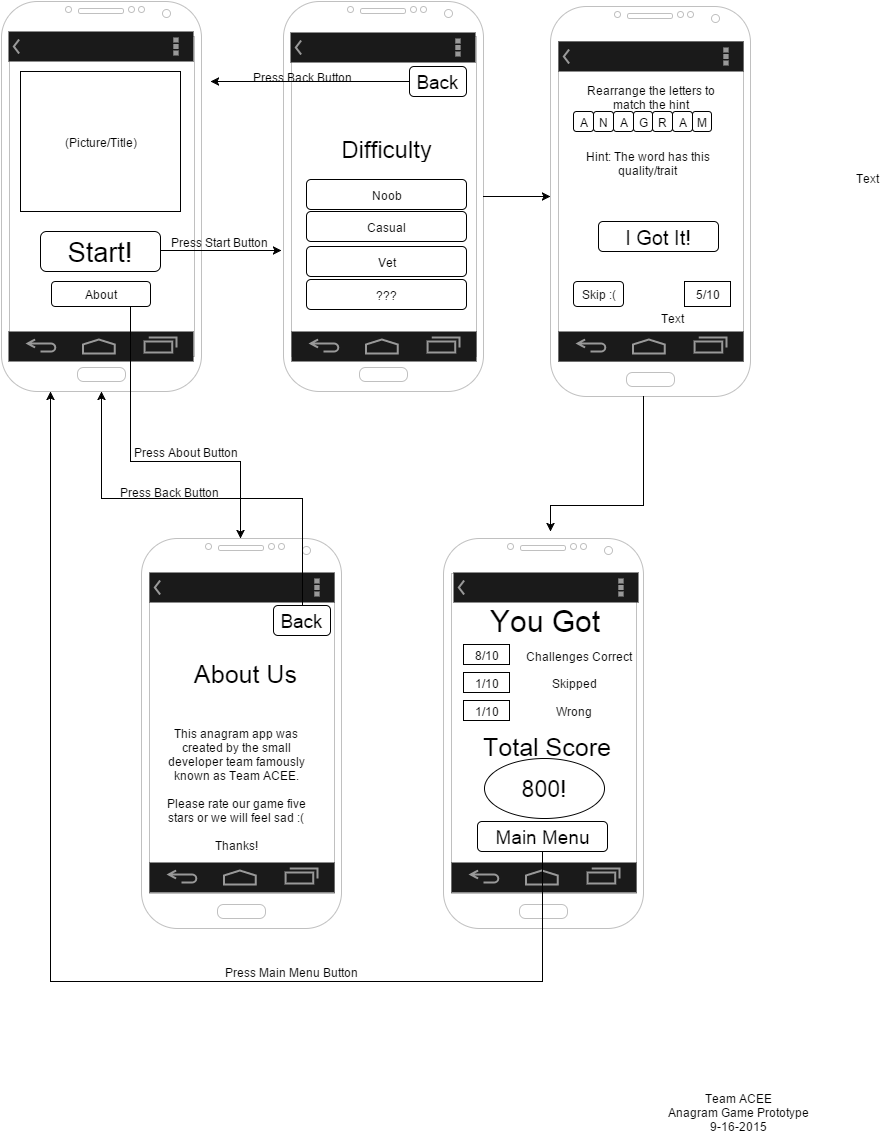 (Picture/Title)
Start!
About
Press Start Button
Press Back Button
Back
Difficulty
Noob
Casual
Vet
???
Rearrange the letters to
match the hint
A N A G R A M
Hint: The word has this
quality/trait
I Got It!
Skip :(
5/10
Text
Text
Press About Button
Press Back Button
Back
About Us
This anagram app was
created by the small
developer team famously
known as Team ACEE.
Please rate our game five
stars or we will feel sad :(
Thanks!
You Got
8/10 Challenges Correct
1/10 Skipped
1/10 Wrong
Total Score
800!
Main Menu
Press Main Menu Button
Team ACEE
Anagram Game Prototype
9-16-2015